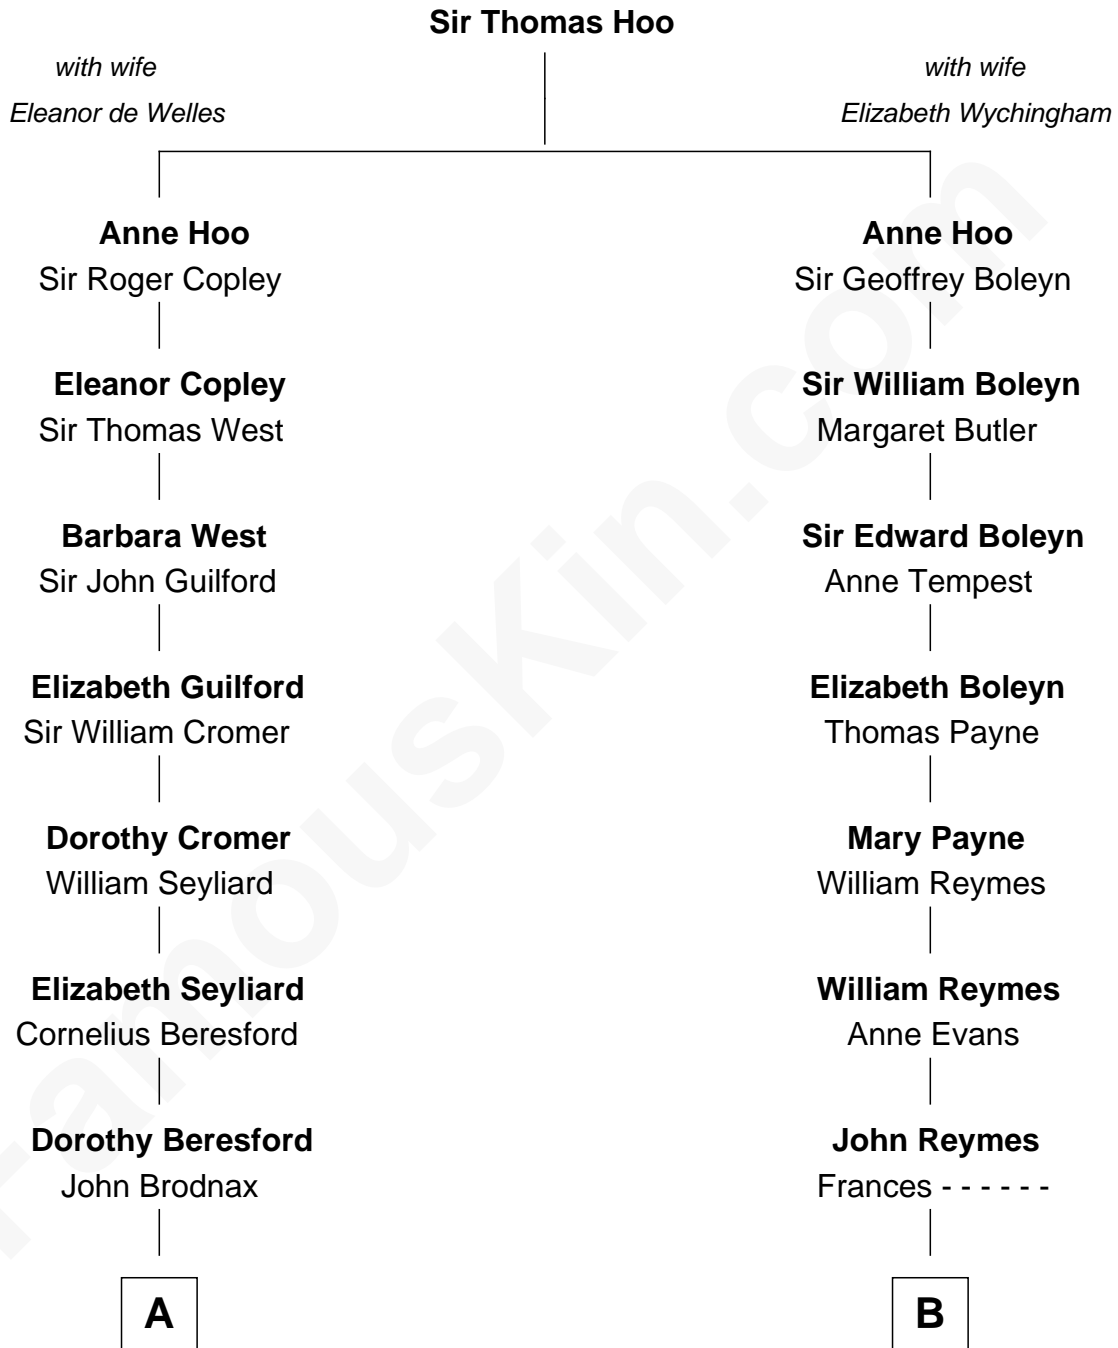 Sir Thomas Hoo
with wife
Eleanor de Welles
with wife
Elizabeth Wychingham
Anne Hoo
Sir Roger Copley
Eleanor Copley
Sir Thomas West
Barbara West
Sir John Guilford
Elizabeth Guilford
Sir William Cromer
Dorothy Cromer
William Seyliard
Elizabeth Seyliard
Cornelius Beresford
Dorothy Beresford
John Brodnax
A
Anne Hoo
Sir Geoffrey Boleyn
Sir William Boleyn
Margaret Butler
Sir Edward Boleyn
Anne Tempest
Elizabeth Boleyn
Thomas Payne
Mary Payne
William Reymes
William Reymes
Anne Evans
John Reymes
Frances - - - - - -
B
FamousKin.com